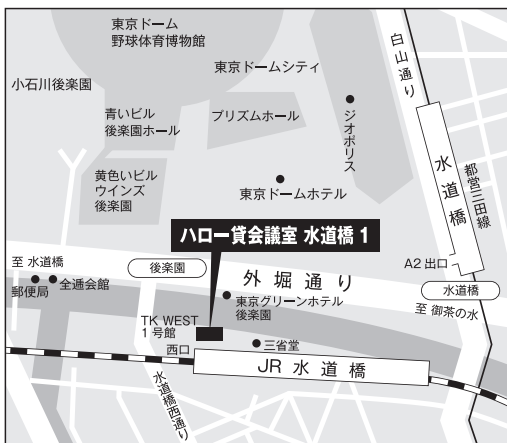 東京ドーム
野球体育博物館
東京ドームシティ
小石川後楽園
白山通り
青いビル
後楽園ホール
プリズムホール
ジオポリス
水道橋
都営三田線
黄色いビル
ウインズ
後楽園
東京ドームホテル
ハロー貸会議室 水道橋 1
A2 出口
至 水道橋
後楽園
外堀通り
水道橋
郵便局
全逓会館
東京グリーンホテル
後楽園
至 御茶の水
TK WEST
1 号館
西口
三省堂
JR 水道橋
水道橋西通り